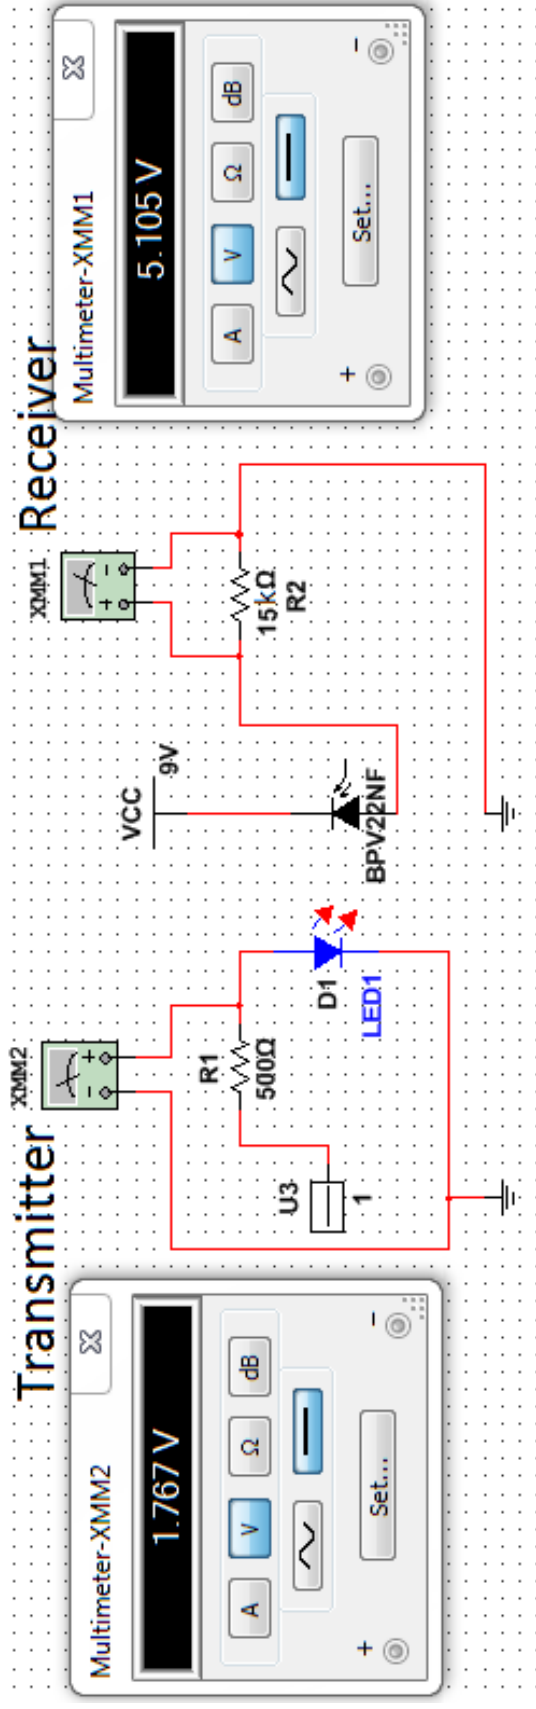 Transmitter
Receiver
Multimeter-XMM2
1.767 V
A
V
Ω
dB
Set...
+
-
XMM2
-
+
U3
1
R1
500Ω
D1
LED1
VCC
9V
BPV22NF
XMM1
+
-
15kΩ
R2
Multimeter-XMM1
5.105 V
A
V
Ω
dB
Set...
+
-